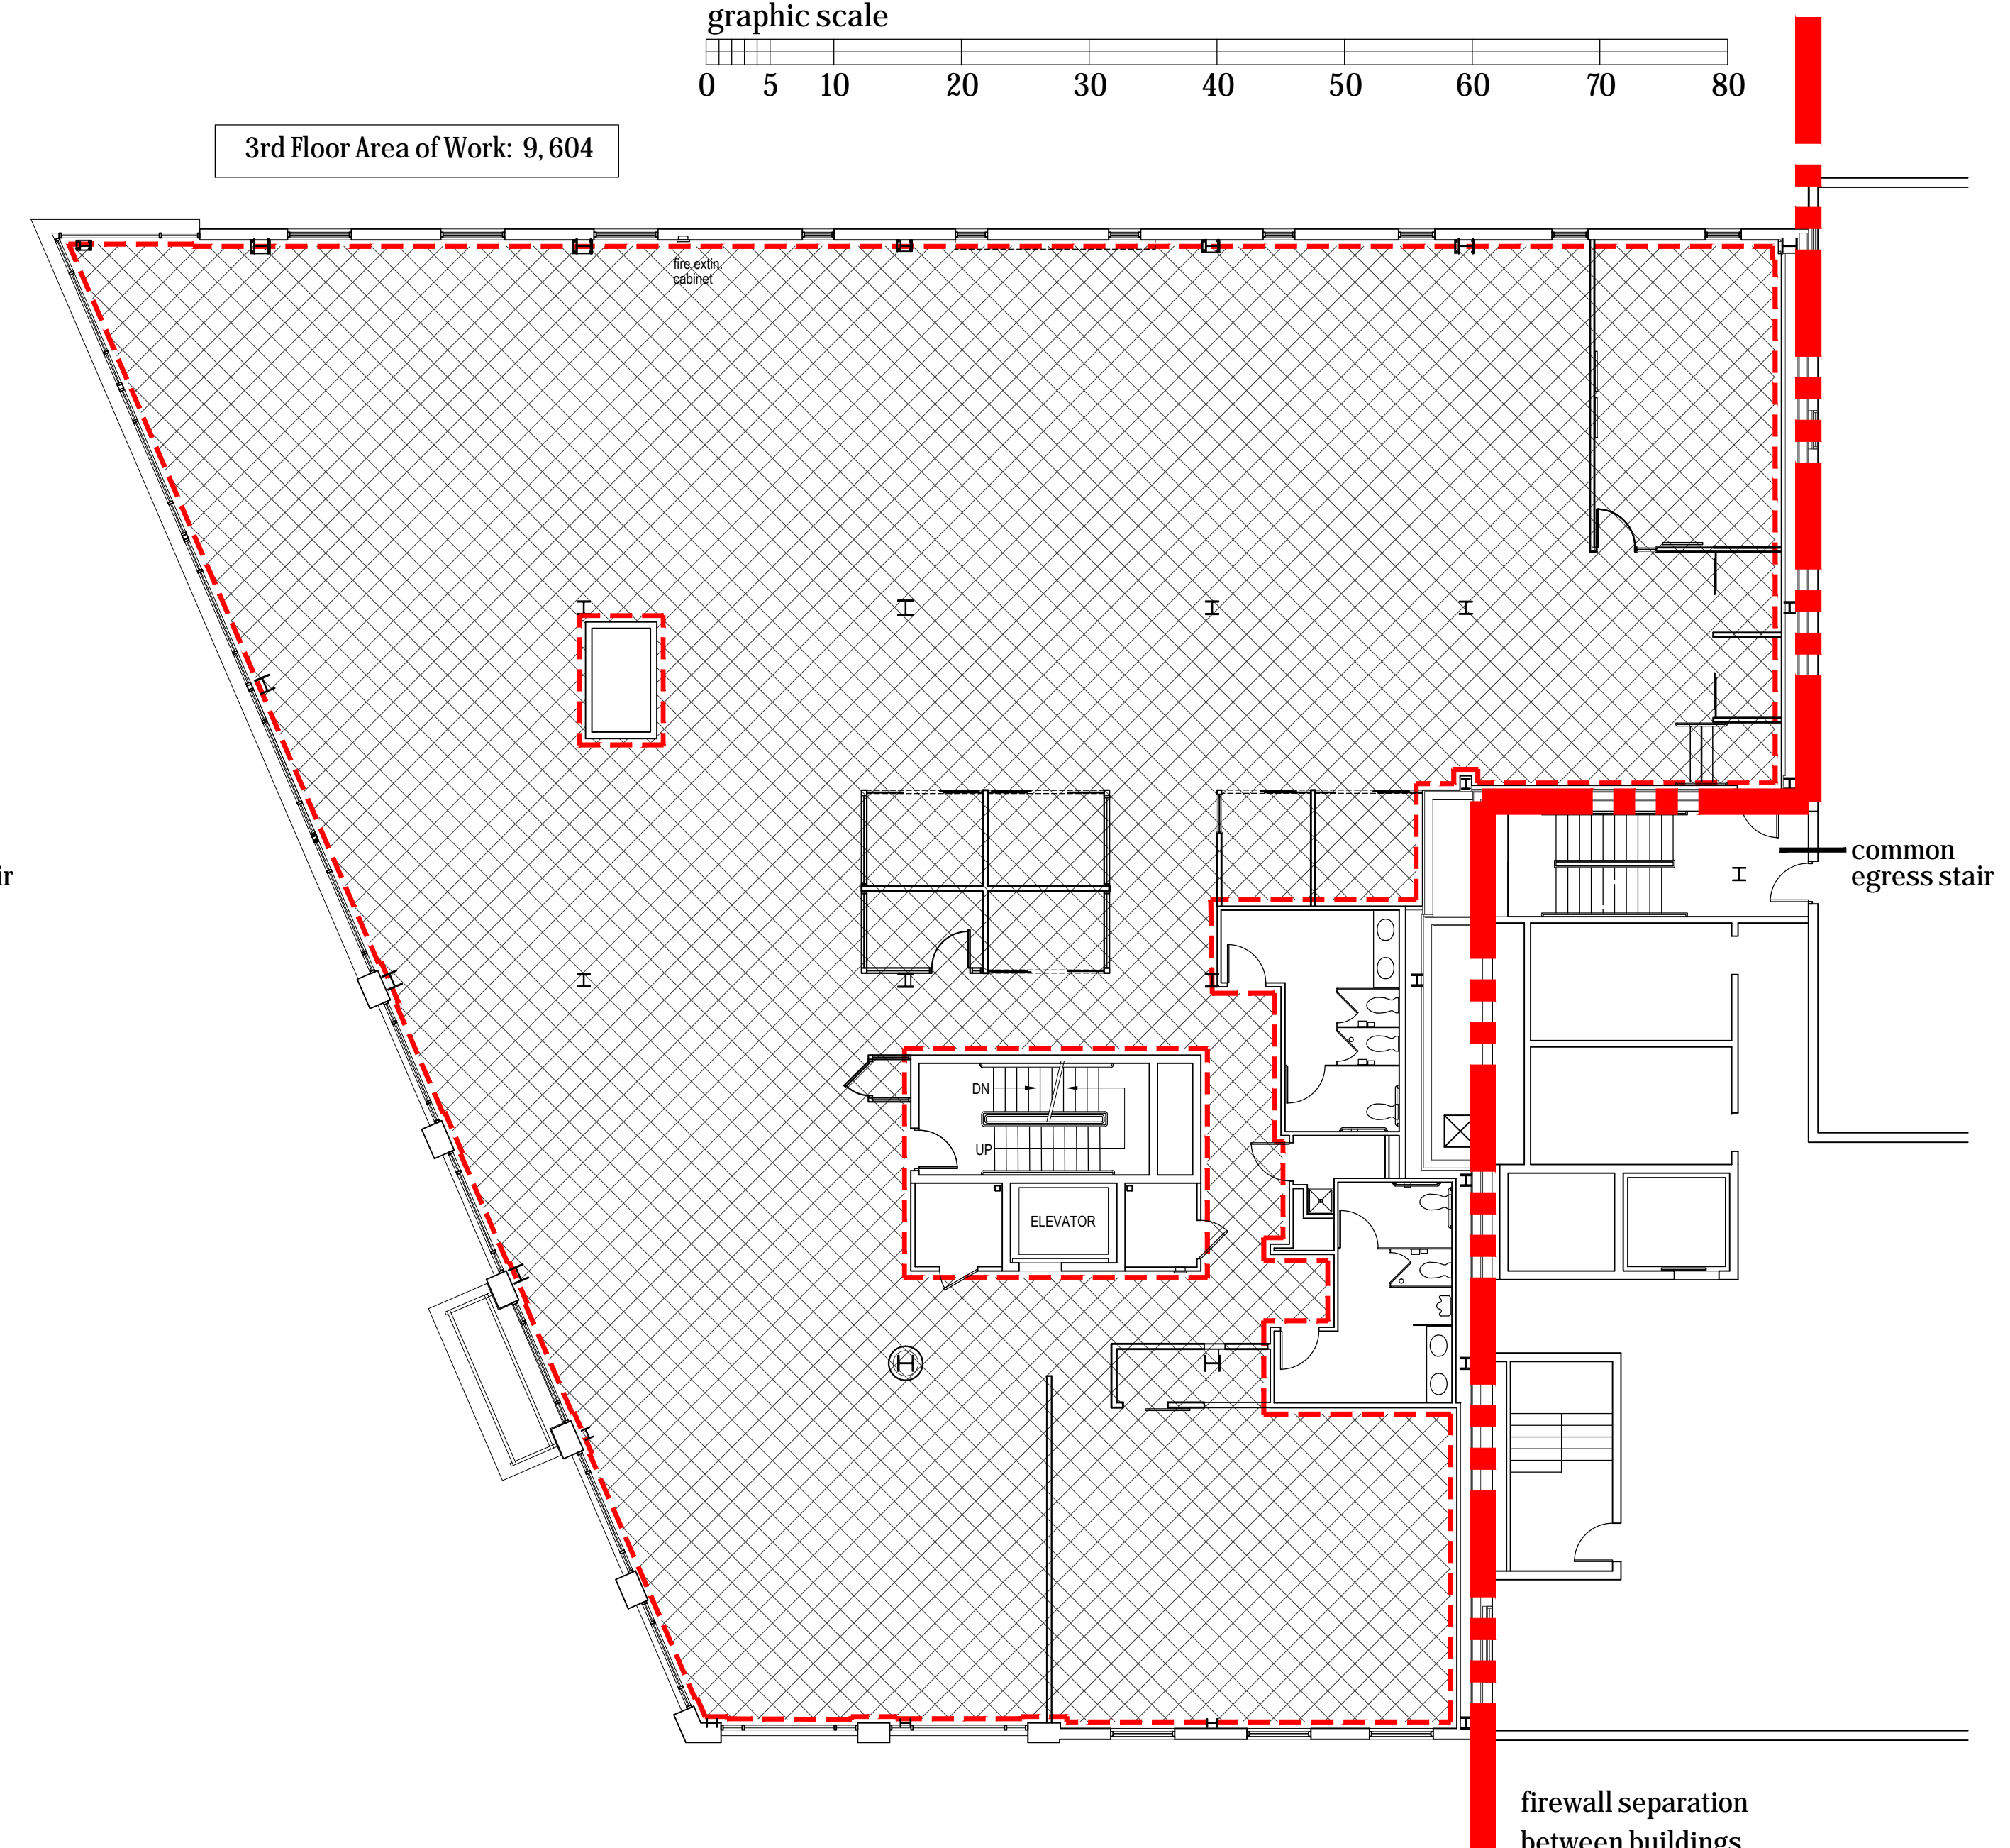 graphic scale
0 5 10 20 30 40 50 60 70 80
3rd Floor Area of Work: 9,604
fire extin.
cabinet
common
egress stair
ir
DN
UP
ELEVATOR
firewall separation
between buildings